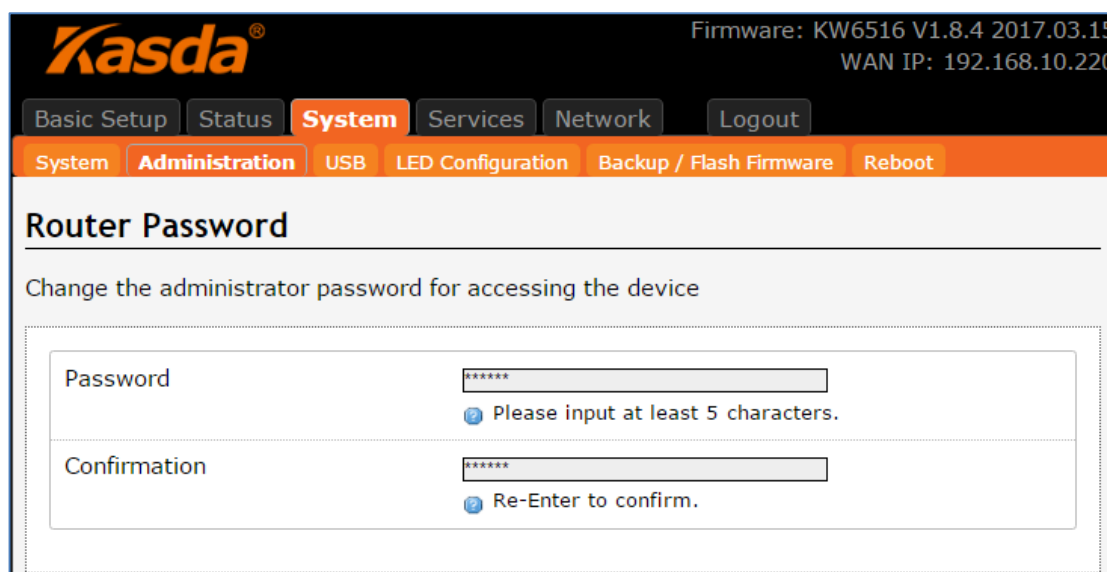 Kasda®
Firmware: KW6516 V1.8.4 2017.03.15
WAN IP: 192.168.10.220
Basic Setup Status System Services Network Logout
System Administration USB LED Configuration Backup / Flash Firmware Reboot
Router Password
Change the administrator password for accessing the device
Password ******
Please input at least 5 characters.
Confirmation ******
Re-Enter to confirm.